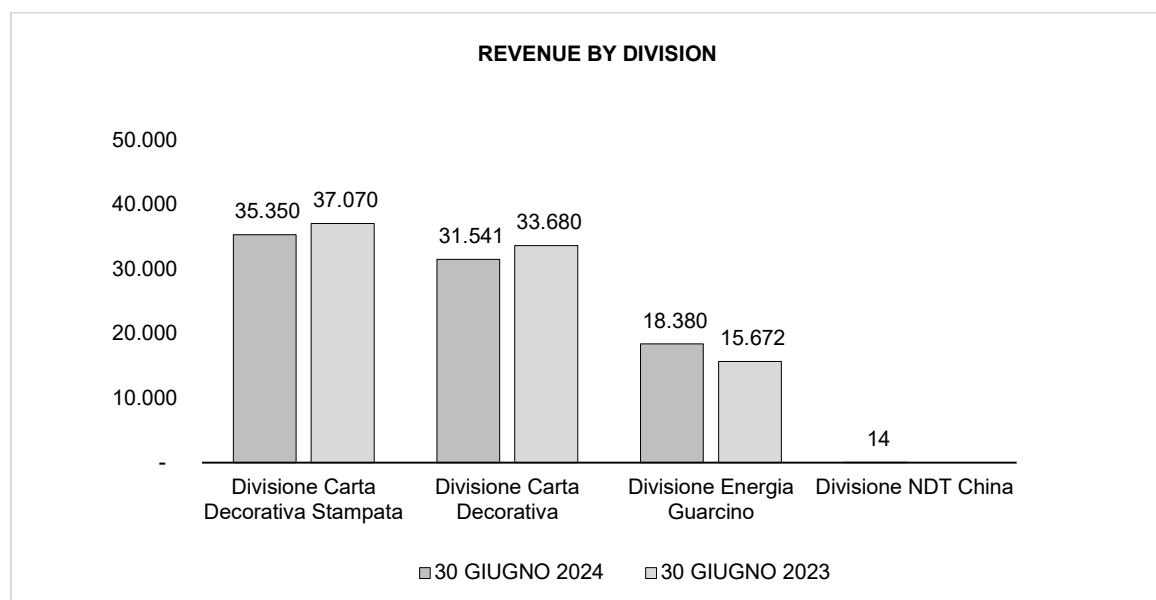 REVENUE BY DIVISION
50.000
40.000
30.000
20.000
10.000
-
35.350
37.070
31.541
33.680
18.380
15.672
14
Divisione Carta
Decorativa Stampata
Divisione Carta
Decorativa
Divisione Energia
Guarcino
Divisione NDT China
30 GIUGNO 2024
30 GIUGNO 2023